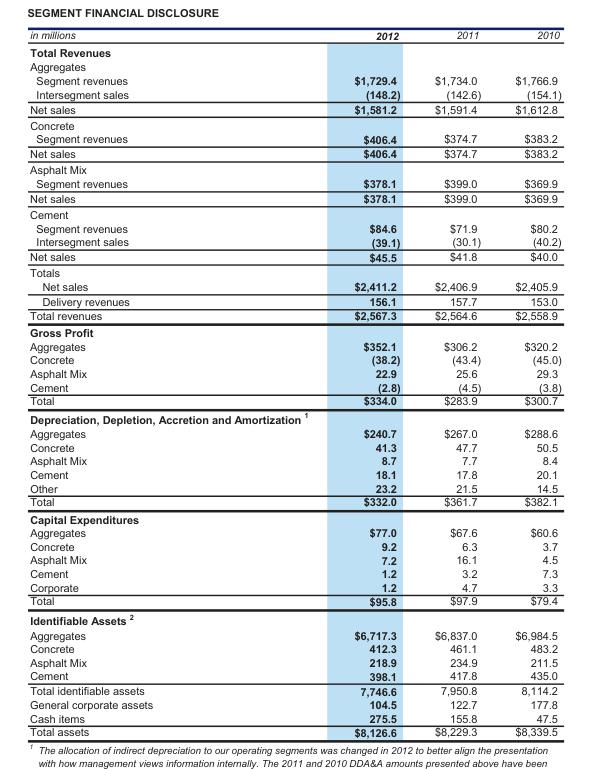 SEGMENT FINANCIAL DISCLOSURE
in millions 2012 2011 2010
Total Revenues
Aggregates
Segment revenues $1,729.4 $1,734.0 $1,766.9
Intersegment sales (148.2) (142.6) (154.1)
Net sales $1,581.2 $1,591.4 $1,612.8
Concrete
Segment revenues $406.4 $374.7 $383.2
Net sales $406.4 $374.7 $383.2
Asphalt Mix
Segment revenues $378.1 $399.0 $369.9
Net sales $378.1 $399.0 $369.9
Cement
Segment revenues $84.6 $71.9 $80.2
Intersegment sales (39.1) (30.1) (40.2)
Net sales $45.5 $41.8 $40.0
Totals
Net sales $2,411.2 $2,406.9 $2,405.9
Delivery revenues 156.1 157.7 153.0
Total revenues $2,567.3 $2,564.6 $2,558.9
Gross Profit
Aggregates $352.1 $306.2 $320.2
Concrete (38.2) (43.4) (45.0)
Asphalt Mix 22.9 25.6 29.3
Cement (2.8) (4.5) (3.8)
Total $334.0 $283.9 $300.7
Depreciation, Depletion, Accretion and Amortization 1
Aggregates $240.7 $267.0 $288.6
Concrete 41.3 47.7 50.5
Asphalt Mix 8.7 7.7 8.4
Cement 18.1 17.8 20.1
Other 23.2 21.5 14.5
Total $332.0 $361.7 $382.1
Capital Expenditures
Aggregates $77.0 $67.6 $60.6
Concrete 9.2 6.3 3.7
Asphalt Mix 7.2 16.1 4.5
Cement 1.2 3.2 7.3
Corporate 1.2 4.7 3.3
Total $95.8 $97.9 $79.4
Identifiable Assets 2
Aggregates $6,717.3 $6,837.0 $6,984.5
Concrete 412.3 461.1 483.2
Asphalt Mix 218.9 234.9 211.5
Cement 398.1 417.8 435.0
Total identifiable assets 7,746.6 7,950.8 8,114.2
General corporate assets 104.5 122.7 177.8
Cash items 275.5 155.8 47.5
Total assets $8,126.6 $8,229.3 $8,339.5
1 The allocation of indirect depreciation to our operating segments was changed in 2012 to better align the presentation
with how management views information internally. The 2011 and 2010 DDA&A amounts presented above have been